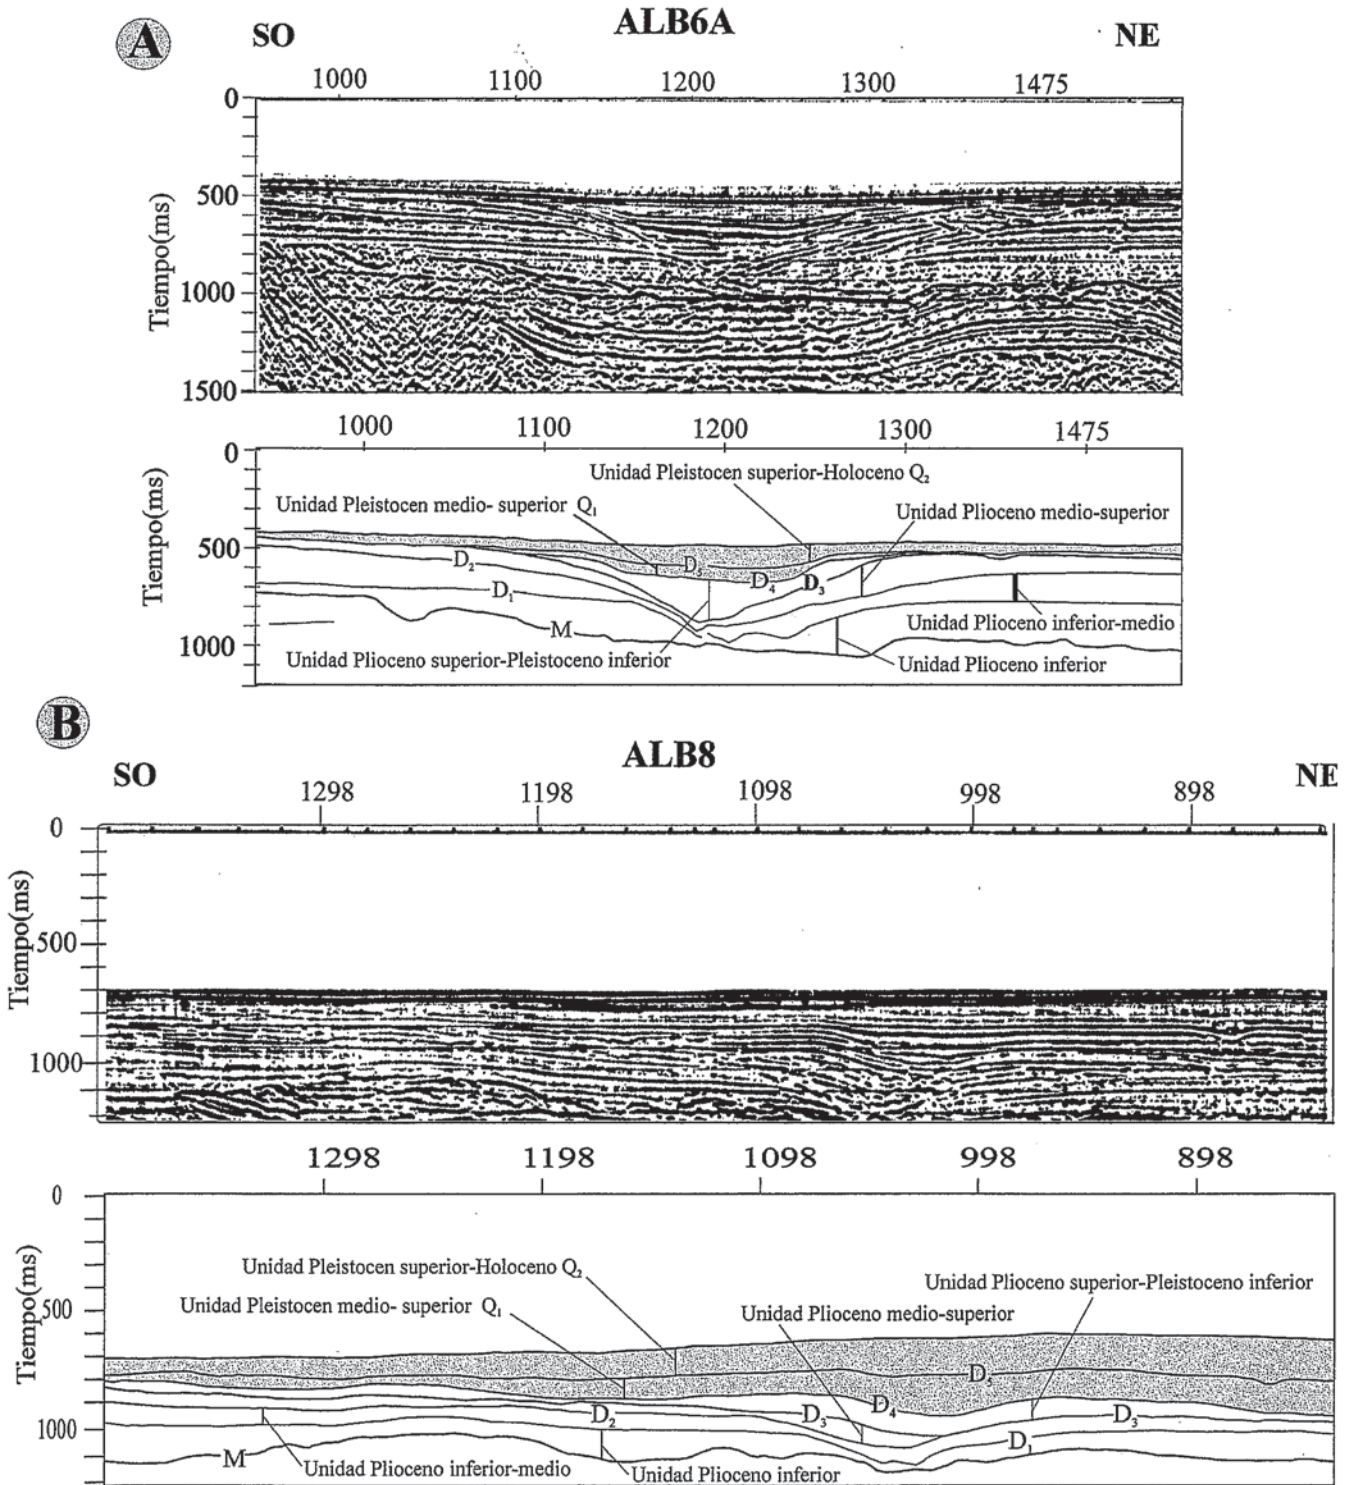 A
SO
ALB6A
NE
1000 1100 1200 1300 1475
0
500
1000
1500
Tiempo(ms)
1000 1100 1200 1300 1475
0
500
1000
Tiempo(ms)
Unidad Pleistocen superior-Holoceno Q₂
Unidad Pleistocen medio- superior Q₁
Unidad Plioceno medio-superior
D₂
D₅
D₄
D₃
D₁
M
Unidad Plioceno inferior-medio
Unidad Plioceno superior-Pleistoceno inferior
Unidad Plioceno inferior
B
SO
ALB8
NE
1298 1198 1098 998 898
0
500
1000
Tiempo(ms)
1298 1198 1098 998 898
0
500
1000
Tiempo(ms)
Unidad Pleistocen superior-Holoceno Q₂
Unidad Plioceno superior-Pleistoceno inferior
Unidad Pleistocen medio- superior Q₁
Unidad Plioceno medio-superior
D₅
D₄
D₂
D₃
D₃
D₁
M
Unidad Plioceno inferior-medio
Unidad Plioceno inferior